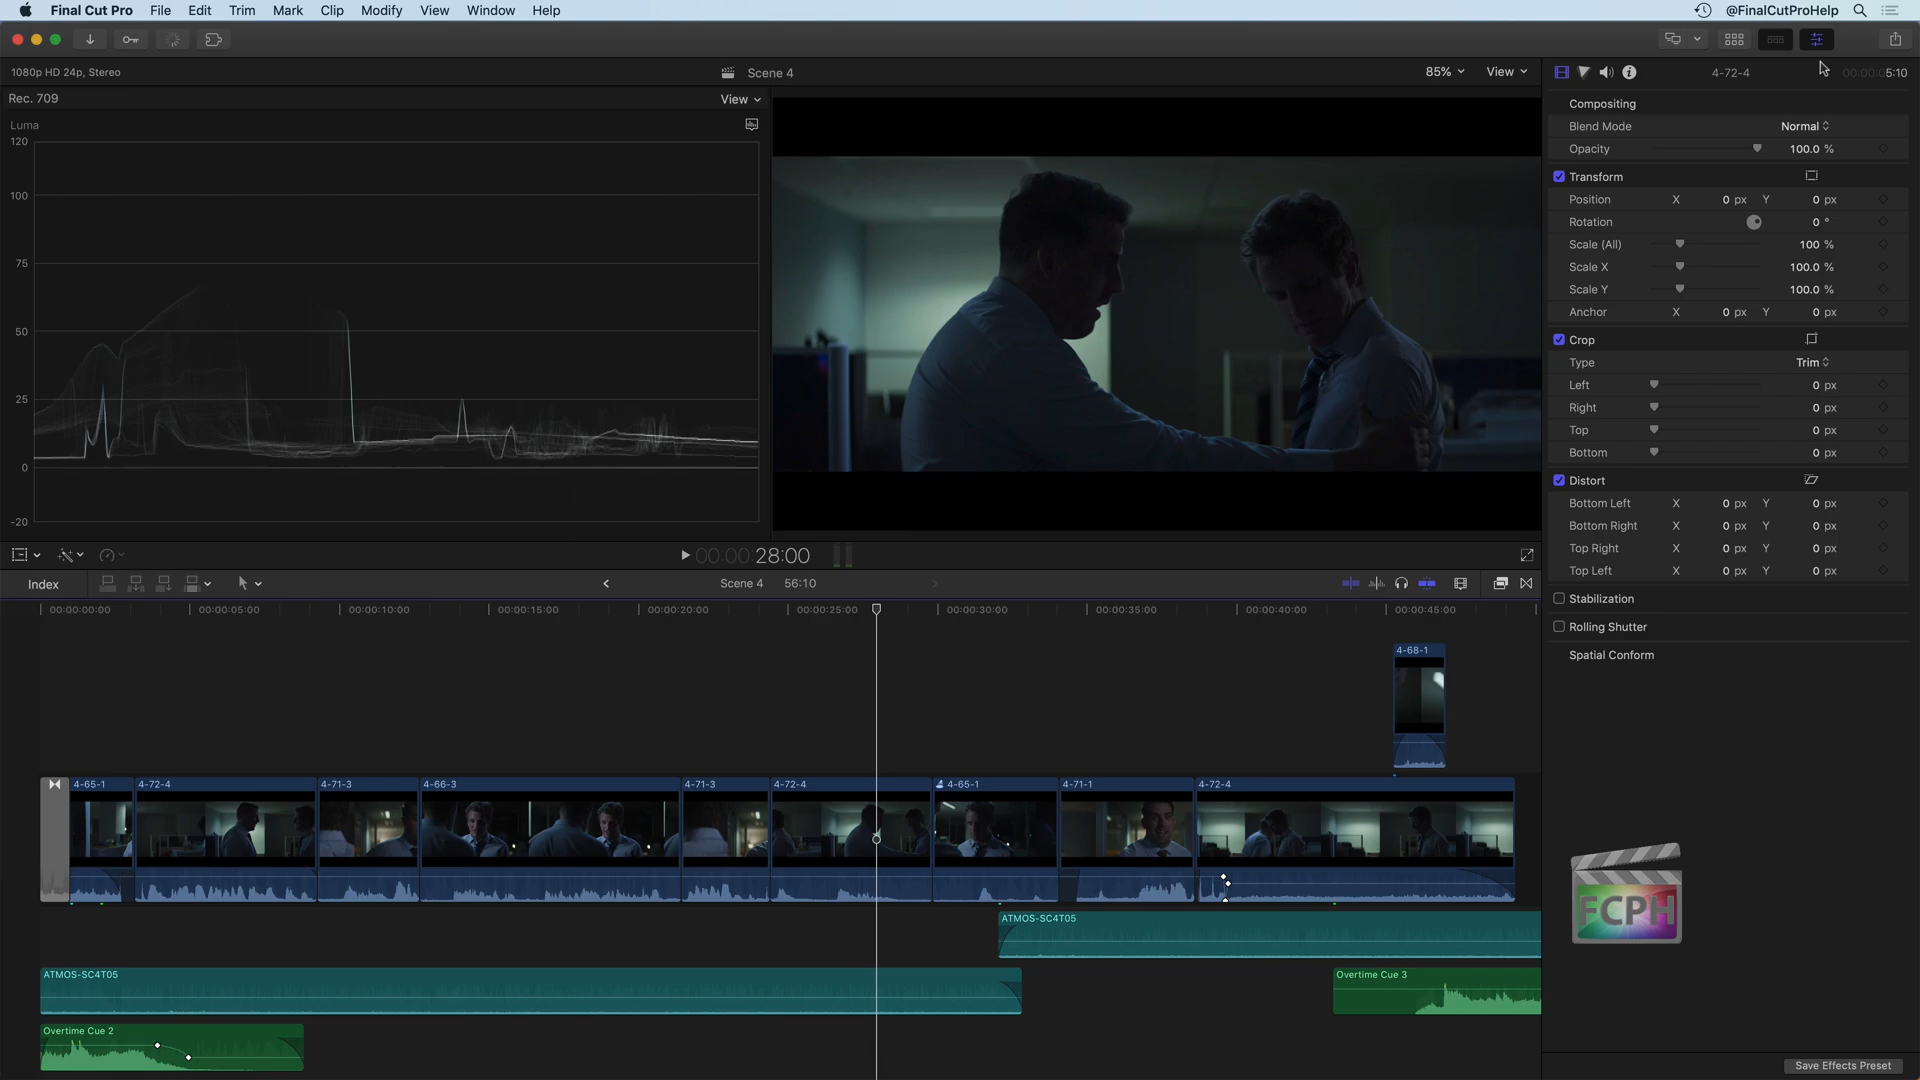 Final Cut Pro File Edit Trim Mark Clip Modify View Window Help @FinalCutProHelp
1080p HD 24p, Stereo Scene 4 85% View 4-72-4 00:00:05:10
Rec. 709 View
Luma
120
100
75
50
25
0
-20
Compositing
Blend Mode Normal
Opacity 100.0 %
Transform
Position X 0 px Y 0 px
Rotation 0 °
Scale (All) 100 %
Scale X 100.0 %
Scale Y 100.0 %
Anchor X 0 px Y 0 px
Crop
Type Trim
Left 0 px
Right 0 px
Top 0 px
Bottom 0 px
Distort
Bottom Left X 0 px Y 0 px
Bottom Right X 0 px Y 0 px
Top Right X 0 px Y 0 px
Top Left X 0 px Y 0 px
Stabilization
Rolling Shutter
Spatial Conform
00:00:00:28:00
Index Scene 4 56:10
00:00:00:00 00:00:05:00 00:00:10:00 00:00:15:00 00:00:20:00 00:00:25:00 00:00:30:00 00:00:35:00 00:00:40:00 00:00:45:00
4-68-1
4-65-1 4-72-4 4-71-3 4-66-3 4-71-3 4-72-4 4-65-1 4-71-1 4-72-4
ATMOS-SC4T05
ATMOS-SC4T05 Overtime Cue 3
Overtime Cue 2
FCPH
Save Effects Preset